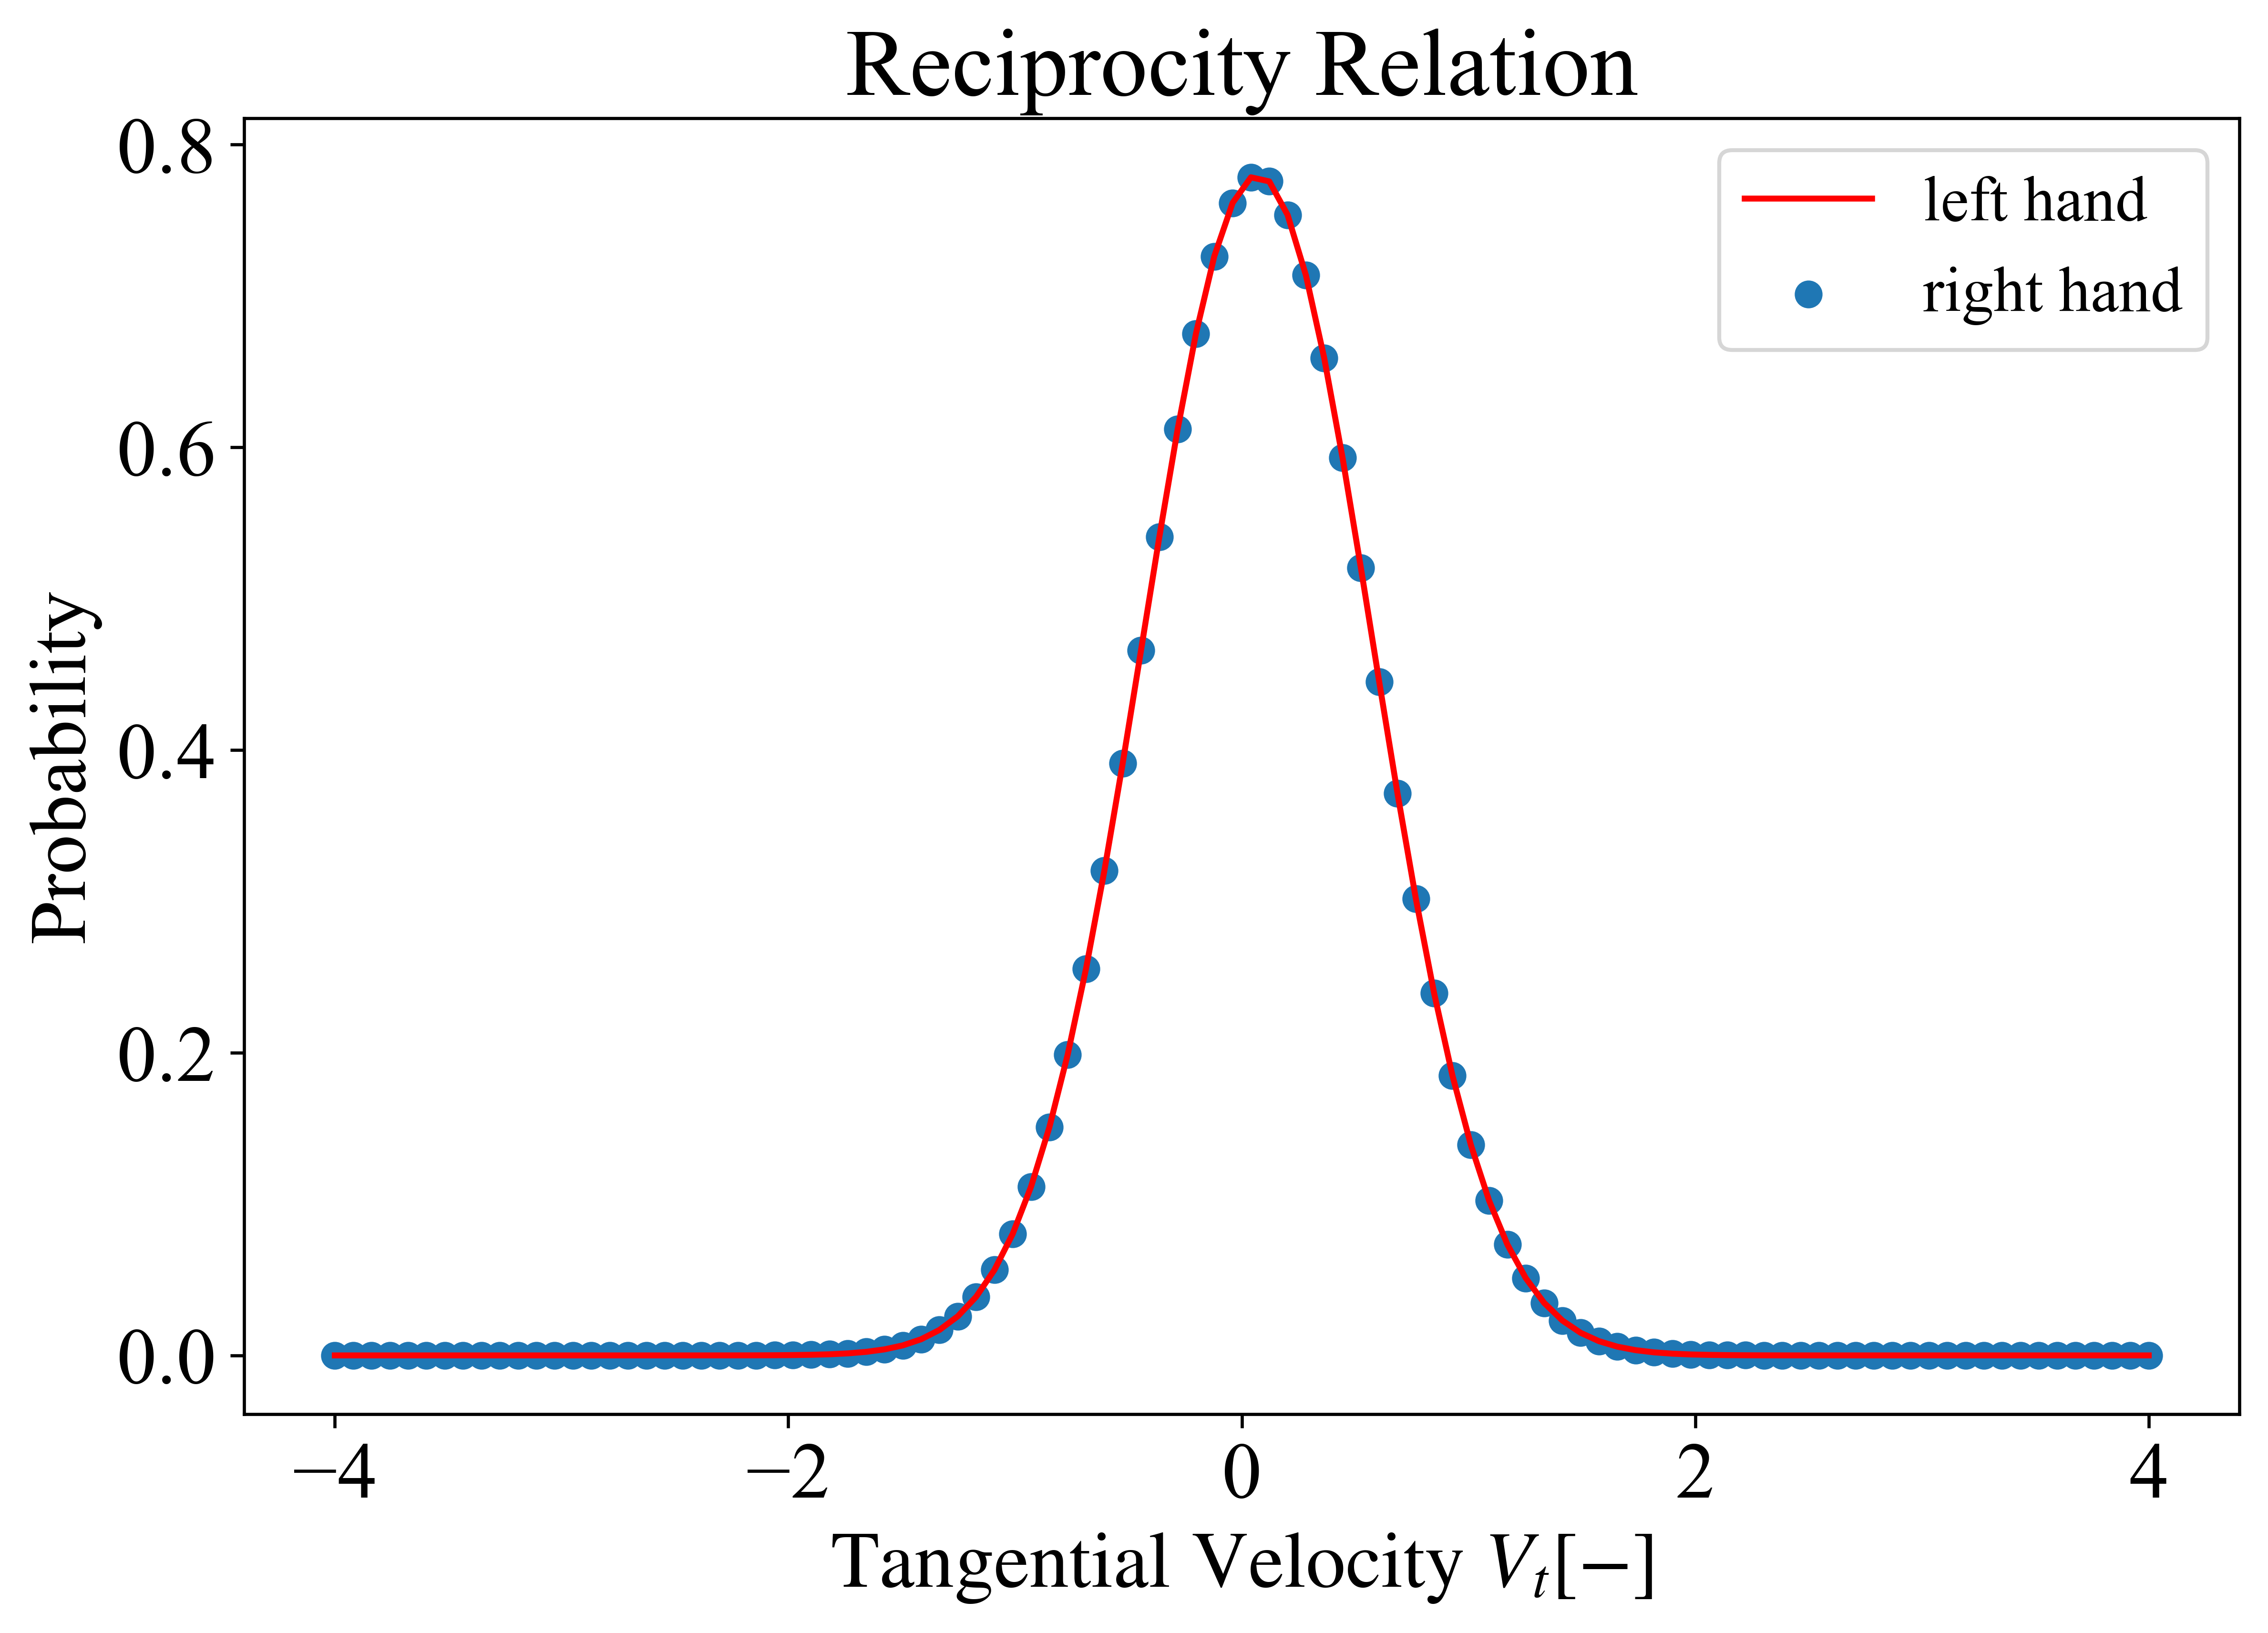 Reciprocity Relation
0.8
0.6
0.4
0.2
0.0
Probability
left hand
right hand
−4 −2 0 2 4
Tangential Velocity V_t[−]